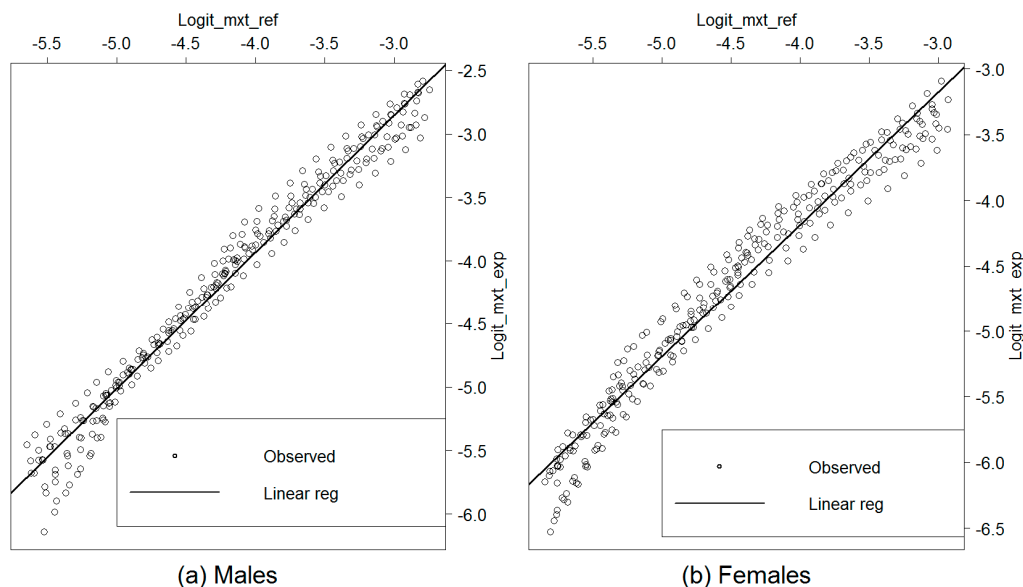 Logit_mxt_ref
-5.5 -5.0 -4.5 -4.0 -3.5 -3.0
-2.5
-3.0
-3.5
-4.0
-4.5
-5.0
-5.5
-6.0
Logit_mxt_exp
Observed
Linear reg
(a) Males
Logit_mxt_ref
-5.5 -5.0 -4.5 -4.0 -3.5 -3.0
-3.0
-3.5
-4.0
-4.5
-5.0
-5.5
-6.0
-6.5
Logit_mxt_exp
Observed
Linear reg
(b) Females